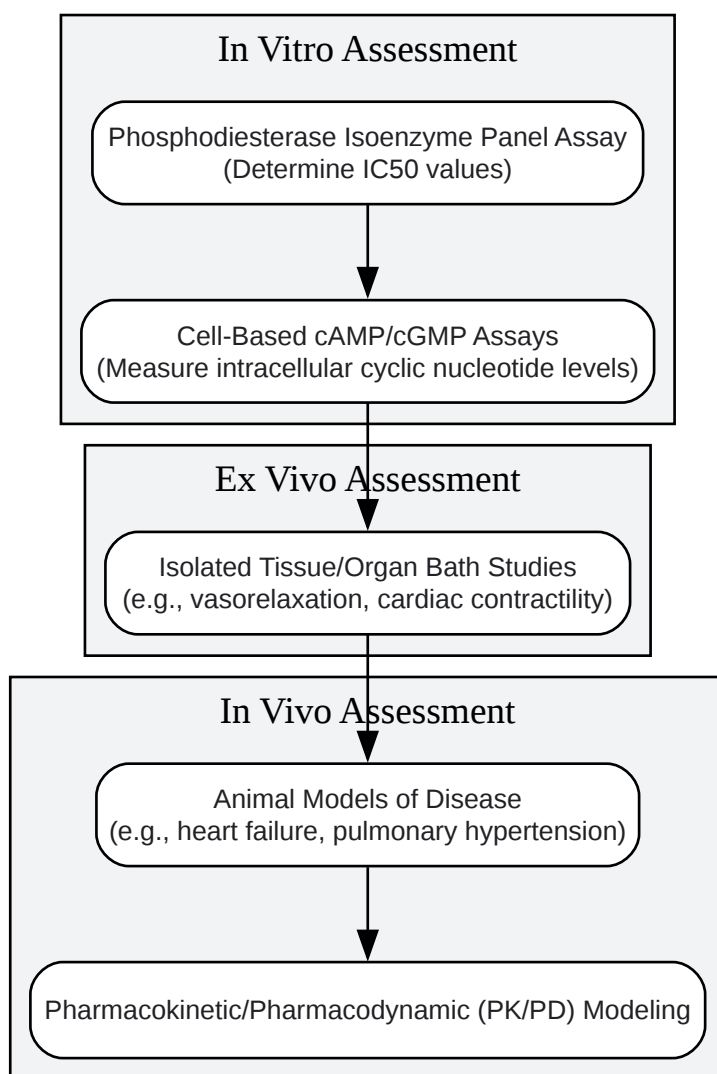 In Vitro Assessment
Phosphodiesterase Isoenzyme Panel Assay
(Determine IC50 values)
Cell-Based cAMP/cGMP Assays
(Measure intracellular cyclic nucleotide levels)
Ex Vivo Assessment
Isolated Tissue/Organ Bath Studies
(e.g., vasorelaxation, cardiac contractility)
In Vivo Assessment
Animal Models of Disease
(e.g., heart failure, pulmonary hypertension)
Pharmacokinetic/Pharmacodynamic (PK/PD) Modeling